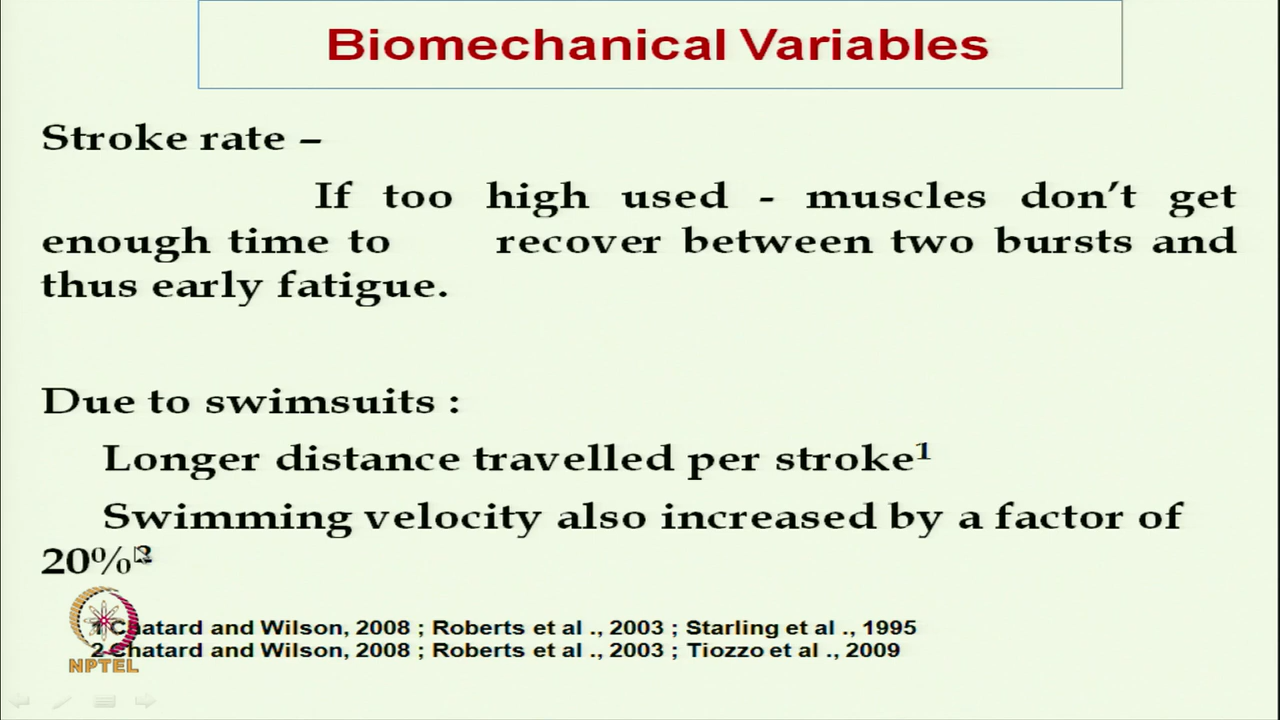 Biomechanical Variables
Stroke rate –
If too high used - muscles don't get
enough time to recover between two bursts and
thus early fatigue.
Due to swimsuits :
Longer distance travelled per stroke1
Swimming velocity also increased by a factor of
20%2
1 Chatard and Wilson, 2008 ; Roberts et al ., 2003 ; Starling et al ., 1995
2 Chatard and Wilson, 2008 ; Roberts et al ., 2003 ; Tiozzo et al ., 2009
NPTEL